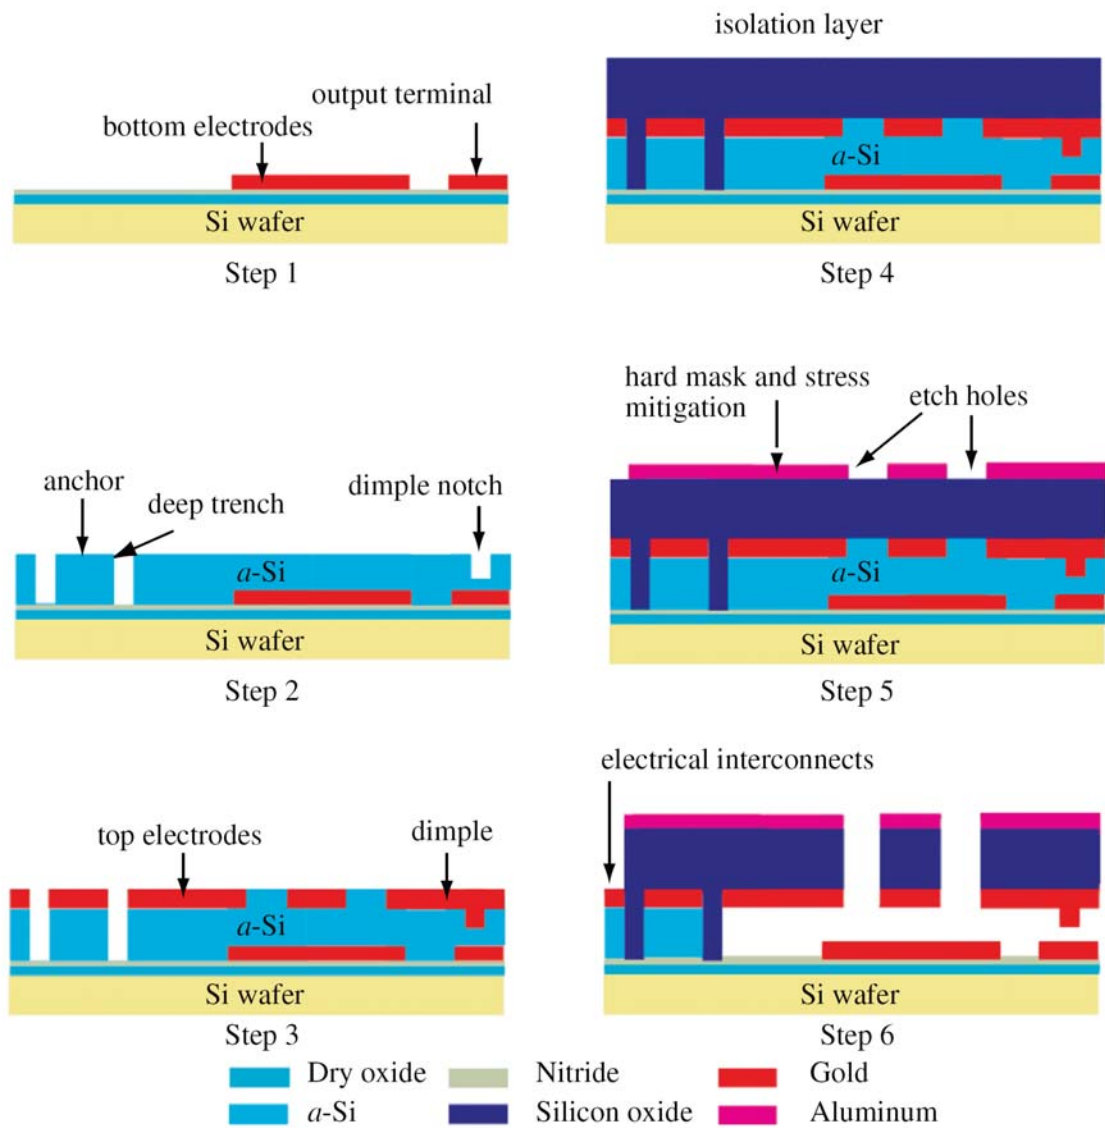 output terminal
bottom electrodes
Si wafer
Step 1
anchor
deep trench
dimple notch
a-Si
Si wafer
Step 2
top electrodes
dimple
a-Si
Si wafer
Step 3
isolation layer
a-Si
Si wafer
Step 4
hard mask and stress
mitigation
etch holes
a-Si
Si wafer
Step 5
electrical interconnects
Si wafer
Step 6
Dry oxide
Nitride
Gold
a-Si
Silicon oxide
Aluminum